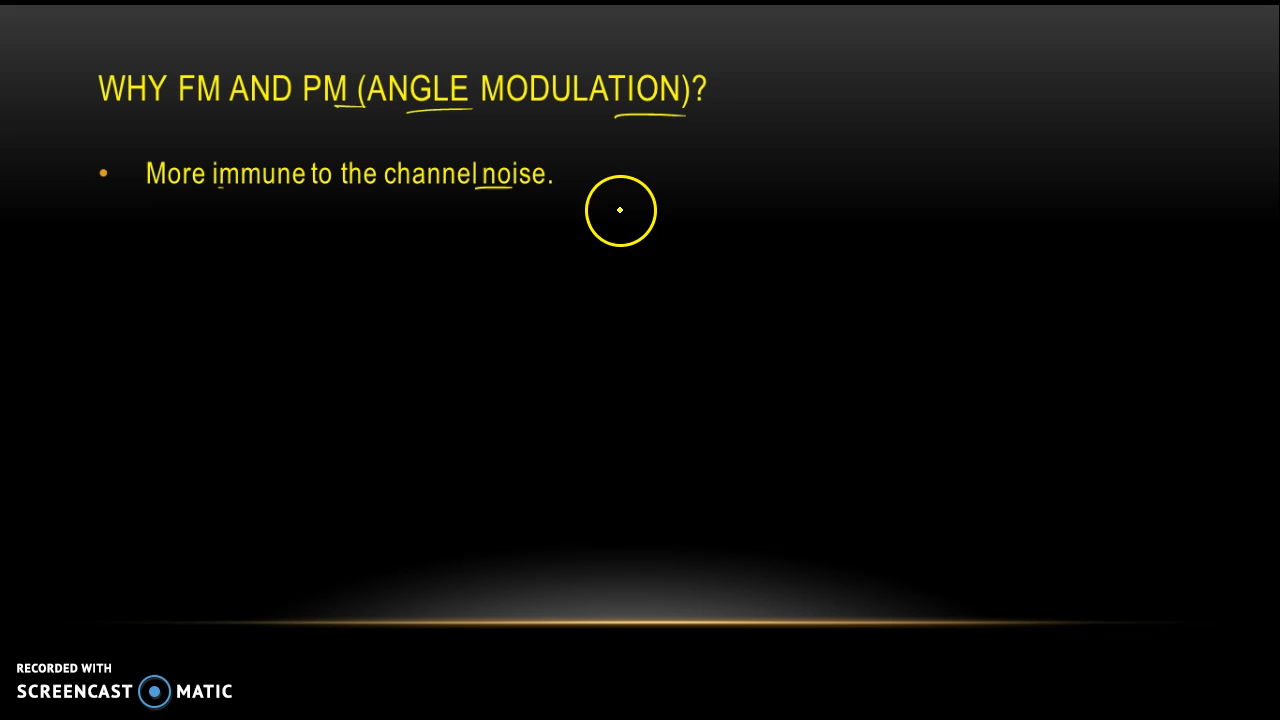 WHY FM AND PM (ANGLE MODULATION)?
• More immune to the channel noise.
RECORDED WITH
SCREENCAST MATIC